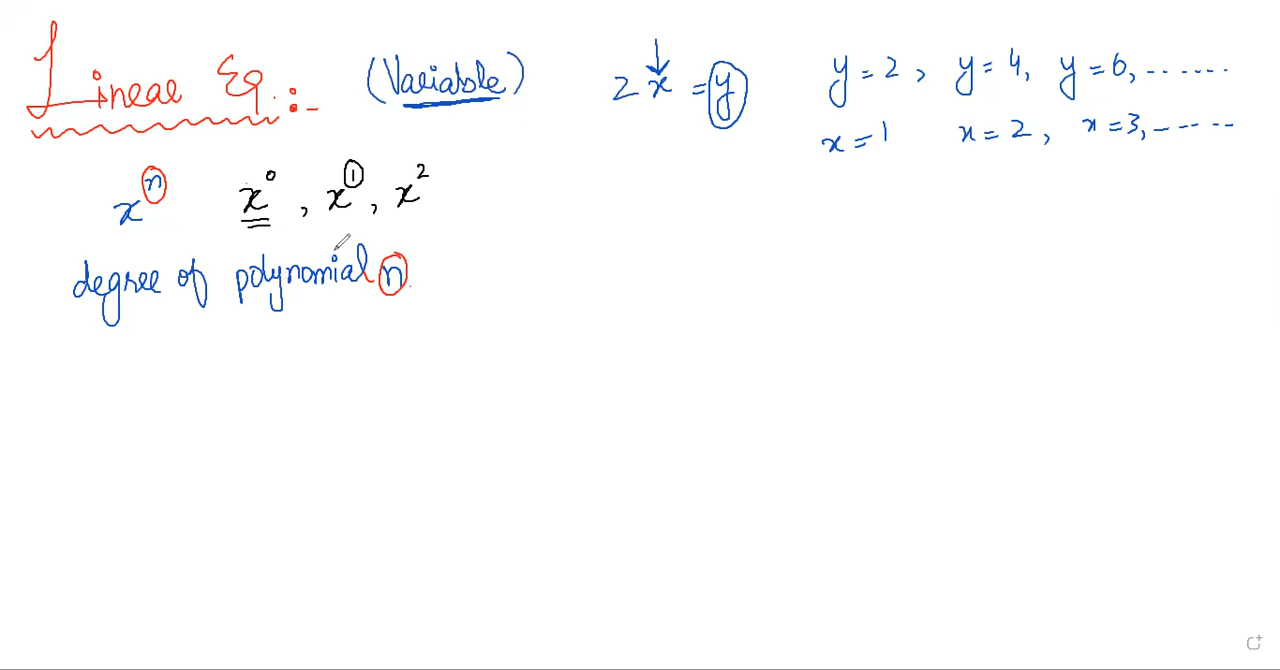 Linear Eq. :-
(Variable)
2x = y
y = 2, y = 4, y = 6, .......
x = 1 x = 2, x = 3, ------
xⁿ x⁰, x¹, x²
degree of polynomial n